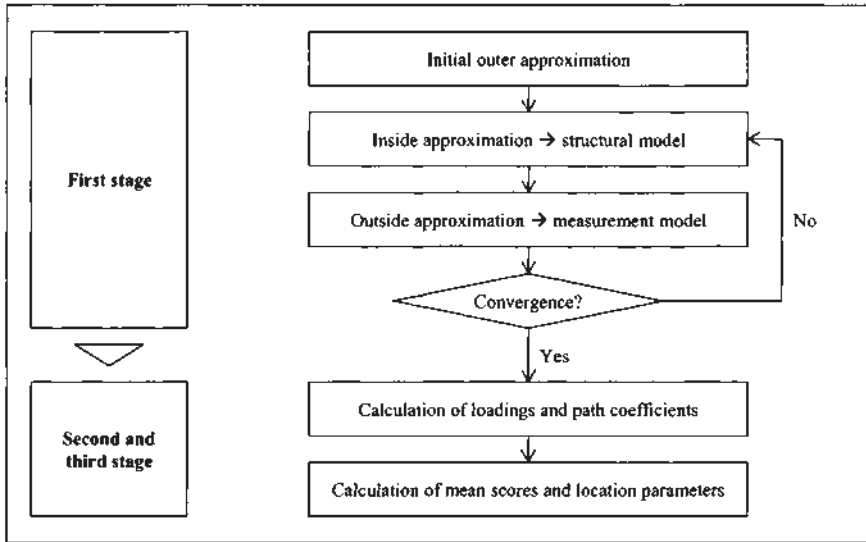 Initial outer approximation
Inside approximation → structural model
First stage
Outside approximation → measurement model
No
Convergence?
Yes
Calculation of loadings and path coefficients
Second and
third stage
Calculation of mean scores and location parameters